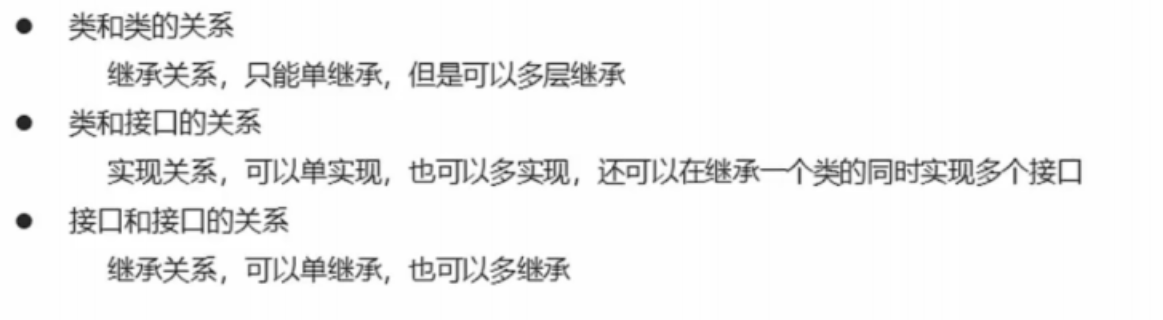 ● 类和类的关系
继承关系，只能单继承，但是可以多层继承
● 类和接口的关系
实现关系，可以单实现，也可以多实现，还可以在继承一个类的同时实现多个接口
● 接口和接口的关系
继承关系，可以单继承，也可以多继承